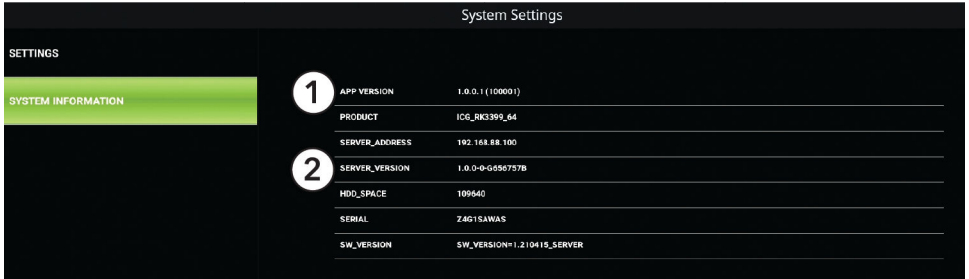 System Settings
SETTINGS
SYSTEM INFORMATION
1 APP VERSION 1.0.0.1 (100001)
PRODUCT ICG_RK3399_64
SERVER_ADDRESS 192.168.88.100
2 SERVER_VERSION 1.0.0-0-G656757B
HDD_SPACE 109640
SERIAL Z4G1SAWAS
SW_VERSION SW_VERSION=1.210415_SERVER